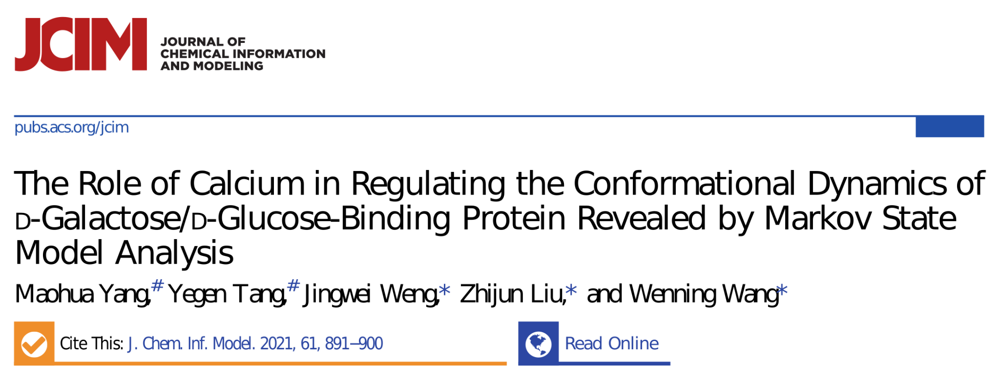 JCIM
JOURNAL OF
CHEMICAL INFORMATION
AND MODELING
pubs.acs.org/jcim
The Role of Calcium in Regulating the Conformational Dynamics of
D-Galactose/D-Glucose-Binding Protein Revealed by Markov State
Model Analysis
Maohua Yang,# Yegen Tang,# Jingwei Weng,* Zhijun Liu,* and Wenning Wang*
Cite This: J. Chem. Inf. Model. 2021, 61, 891–900
Read Online